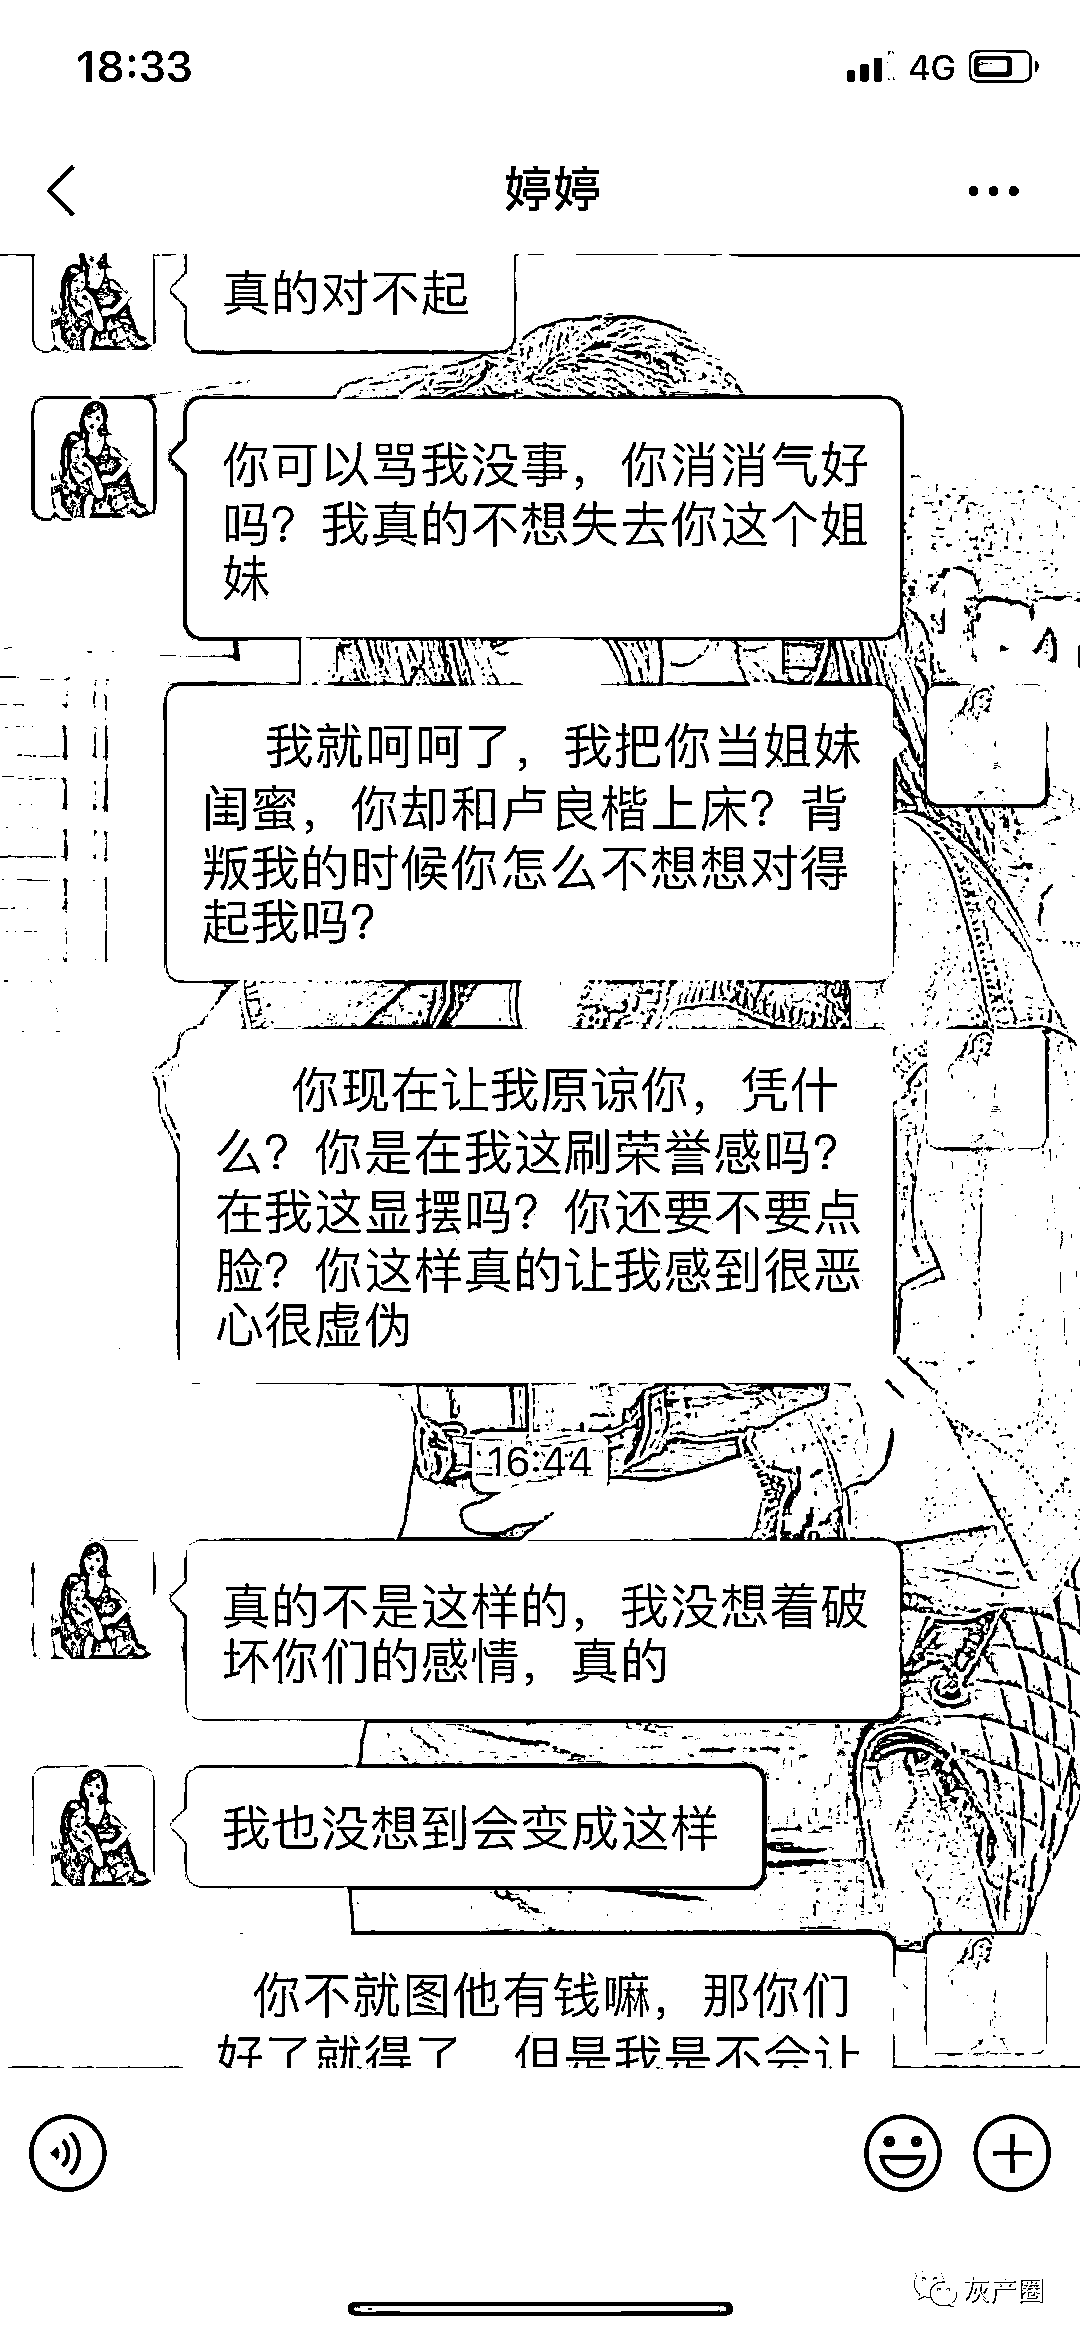 18:33
4G
婷婷
真的对不起
你可以骂我没事，你消消气好
吗？我真的不想失去你这个姐
妹
我就呵呵了，我把你当姐妹
闺蜜，你却和卢良楷上床？背
叛我的时候你怎么不想想对得
起我吗？
你现在让我原谅你，凭什
么？你是在我这刷荣誉感吗？
在我这显摆吗？你还要不要点
脸？你这样真的让我感到很恶
心很虚伪
16:44
真的不是这样的，我没想着破
坏你们的感情，真的
我也没想到会变成这样
你不就图他有钱嘛，那你们
好了就得了 但是我是不会让
灰产圈